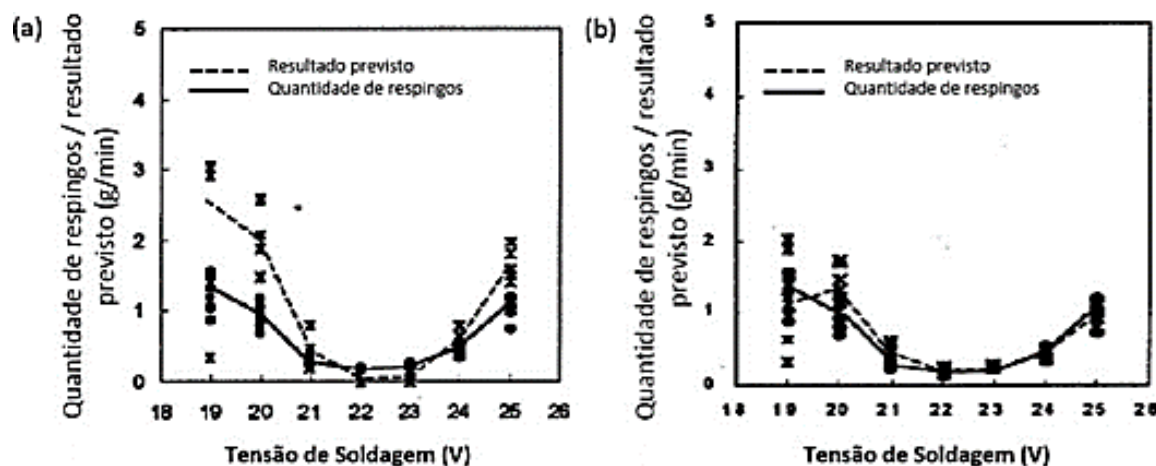 (a)
Quantidade de respingos / resultado
previsto (g/min)
5
4
3
2
1
0
Resultado previsto
Quantidade de respingos
18 19 20 21 22 23 24 25 26
Tensão de Soldagem (V)
(b)
Quantidade de respingos / resultado
previsto (g/min)
5
4
3
2
1
0
Resultado previsto
Quantidade de respingos
18 19 20 21 22 23 24 25 26
Tensão de Soldagem (V)